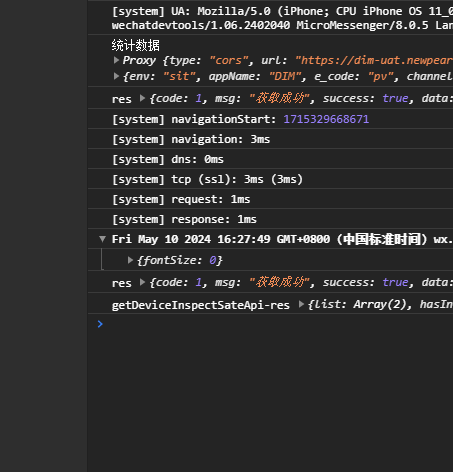 [system] UA: Mozilla/5.0 (iPhone; CPU iPhone OS 11_0
wechatdevtools/1.06.2402040 MicroMessenger/8.0.5 Lan
统计数据
Proxy {type: "cors", url: "https://dim-uat.newpear
{env: "sit", appName: "DIM", e_code: "pv", channel
res {code: 1, msg: "获取成功", success: true, data:
[system] navigationStart: 1715329668671
[system] navigation: 3ms
[system] dns: 0ms
[system] tcp (ssl): 3ms (3ms)
[system] request: 1ms
[system] response: 1ms
Fri May 10 2024 16:27:49 GMT+0800 (中国标准时间) wx.
{fontSize: 0}
res {code: 1, msg: "获取成功", success: true, data:
getDeviceInspectSateApi-res {list: Array(2), hasIn